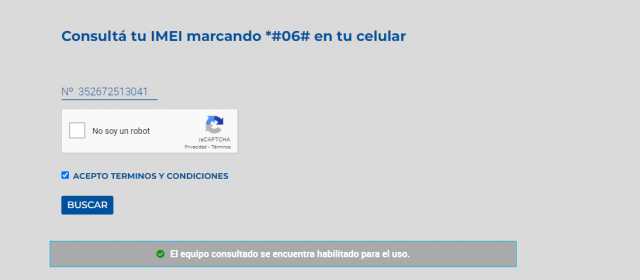 Consultá tu IMEI marcando *#06# en tu celular
Nº 352672513041
No soy un robot
reCAPTCHA
Privacidad - Términos
ACEPTO TERMINOS Y CONDICIONES
BUSCAR
El equipo consultado se encuentra habilitado para el uso.